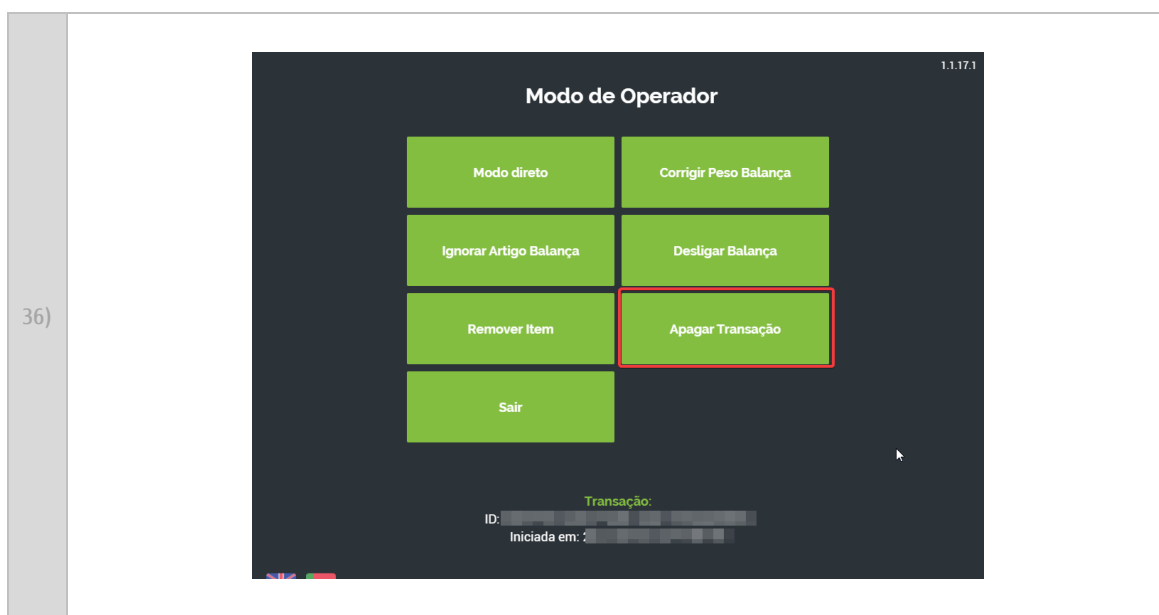 1.1.17.1
Modo de Operador
Modo direto
Corrigir Peso Balança
Ignorar Artigo Balança
Desligar Balança
36)
Remover Item
Apagar Transação
Sair
Transação:
ID:
Iniciada em: